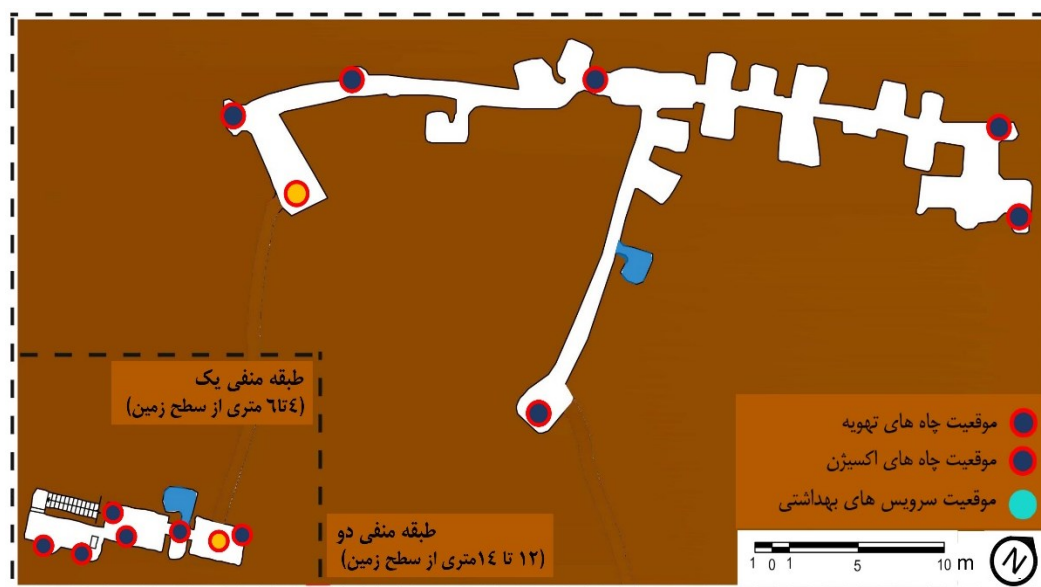 طبقه منفی یک
(٤تا٦ متری از سطح زمین)
موقعیت چاه های تهویه
موقعیت چاه های اکسیژن
موقعیت سرویس های بهداشتی
طبقه منفی دو
(١٢ تا ١٤متری از سطح زمین)
1 0 1 5 10 m
N